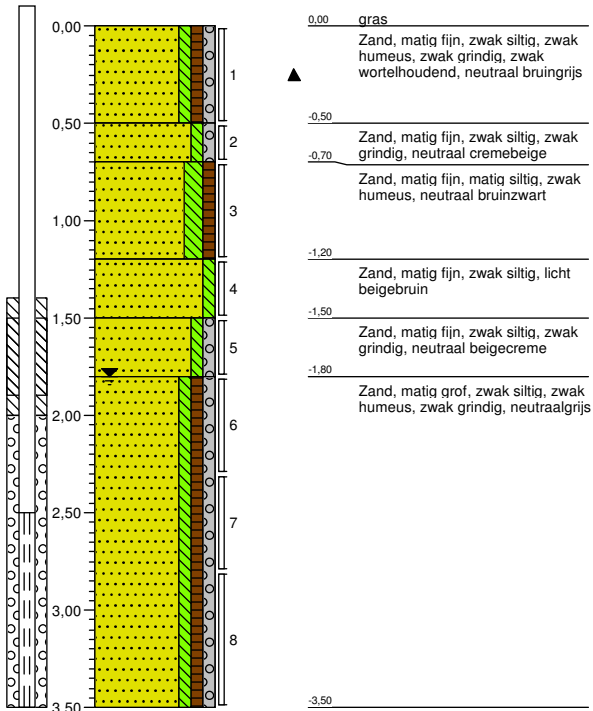 0,00
0,50
1,00
1,50
2,00
2,50
3,00
3,50
1
2
3
4
5
6
7
8
0,00 gras
Zand, matig fijn, zwak siltig, zwak
humeus, zwak grindig, zwak
wortelhoudend, neutraal bruingrijs
-0,50
Zand, matig fijn, zwak siltig, zwak
grindig, neutraal cremebeige
-0,70
Zand, matig fijn, matig siltig, zwak
humeus, neutraal bruinzwart
-1,20
Zand, matig fijn, zwak siltig, licht
beigebruin
-1,50
Zand, matig fijn, zwak siltig, zwak
grindig, neutraal beigecreme
-1,80
Zand, matig grof, zwak siltig, zwak
humeus, zwak grindig, neutraalgrijs
-3,50